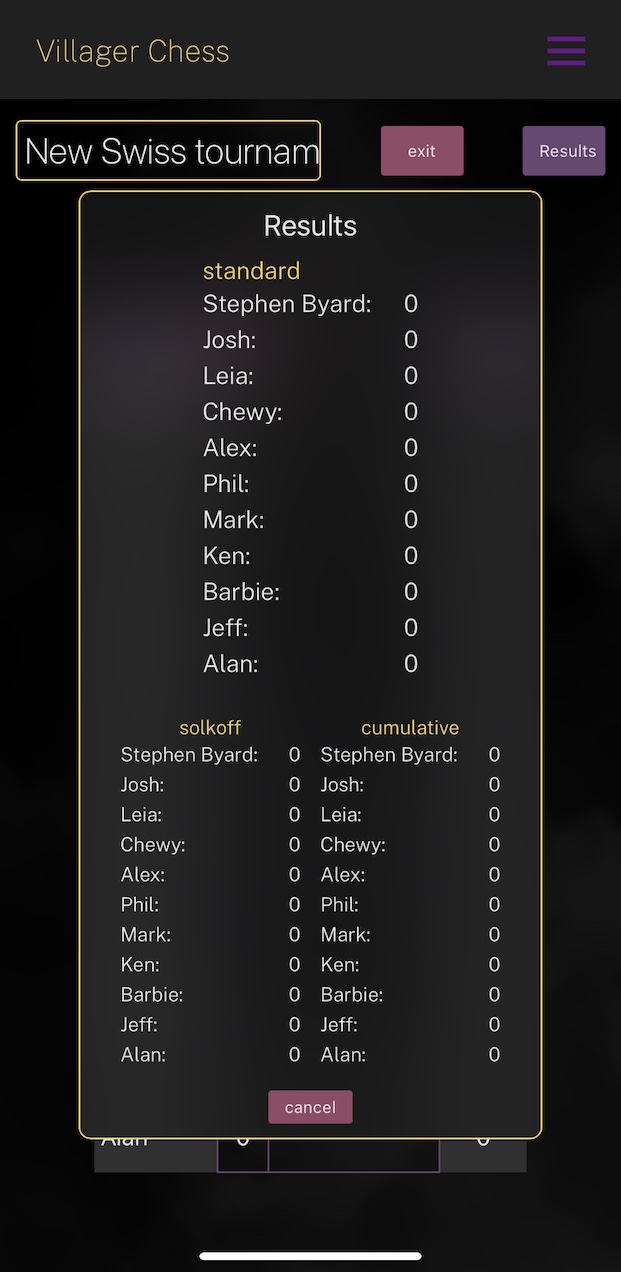 Villager Chess
New Swiss tournam
exit
Results
Results
standard
Stephen Byard: 0
Josh: 0
Leia: 0
Chewy: 0
Alex: 0
Phil: 0
Mark: 0
Ken: 0
Barbie: 0
Jeff: 0
Alan: 0
solkoff
Stephen Byard: 0
Josh: 0
Leia: 0
Chewy: 0
Alex: 0
Phil: 0
Mark: 0
Ken: 0
Barbie: 0
Jeff: 0
Alan: 0
cumulative
Stephen Byard: 0
Josh: 0
Leia: 0
Chewy: 0
Alex: 0
Phil: 0
Mark: 0
Ken: 0
Barbie: 0
Jeff: 0
Alan: 0
cancel
Alan 0 0